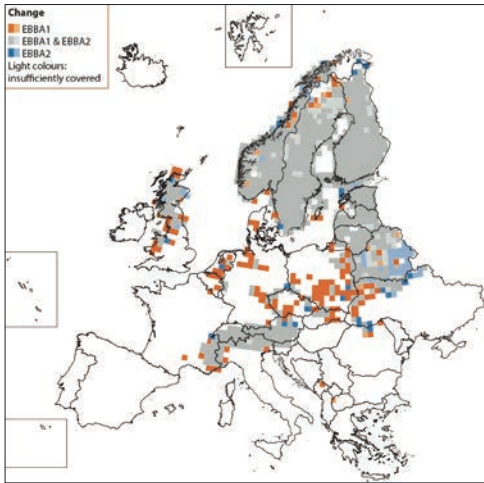 Change
EBBA1
EBBA1 & EBBA2
EBBA2
Light colours:
insufficiently covered